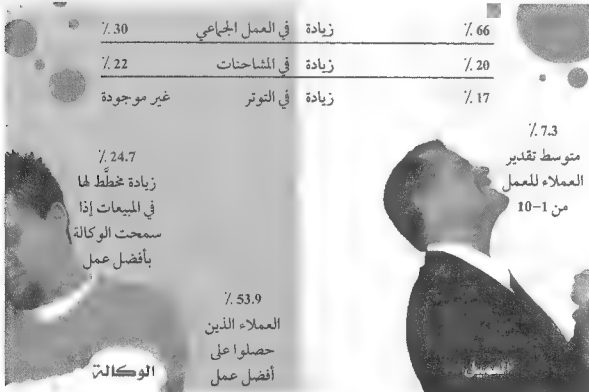 ٪ 66 زيادة في العمل الجماعي ٪ 30
٪ 20 زيادة في المشاحنات ٪ 22
٪ 17 زيادة في التوتر غير موجودة
٪ 7.3
متوسط تقدير
العملاء للعمل
من 1–10
٪ 24.7
زيادة مخطَّط لها
في المبيعات إذا
سمحت الوكالة
بأفضل عمل
٪ 53.9
العملاء الذين
حصلوا على
أفضل عمل
الوكالة